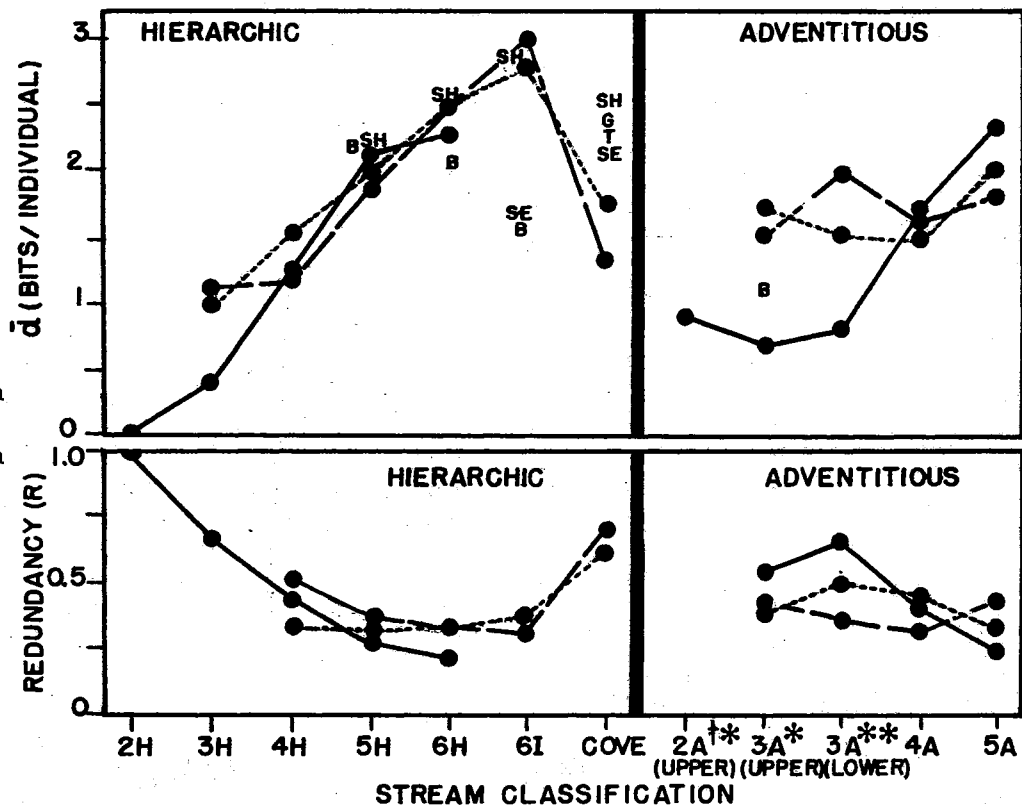 HIERARCHIC
ADVENTITIOUS
3
2
1
0
d̄ (BITS/INDIVIDUAL)
SH
SH
B SH
B
SE
B
SH
G
T
SE
B
HIERARCHIC
ADVENTITIOUS
1.0
0.5
0
REDUNDANCY (R)
2H 3H 4H 5H 6H 6I COVE 2A†* 3A* 3A** 4A 5A
(UPPER) (UPPER)(LOWER)
STREAM CLASSIFICATION